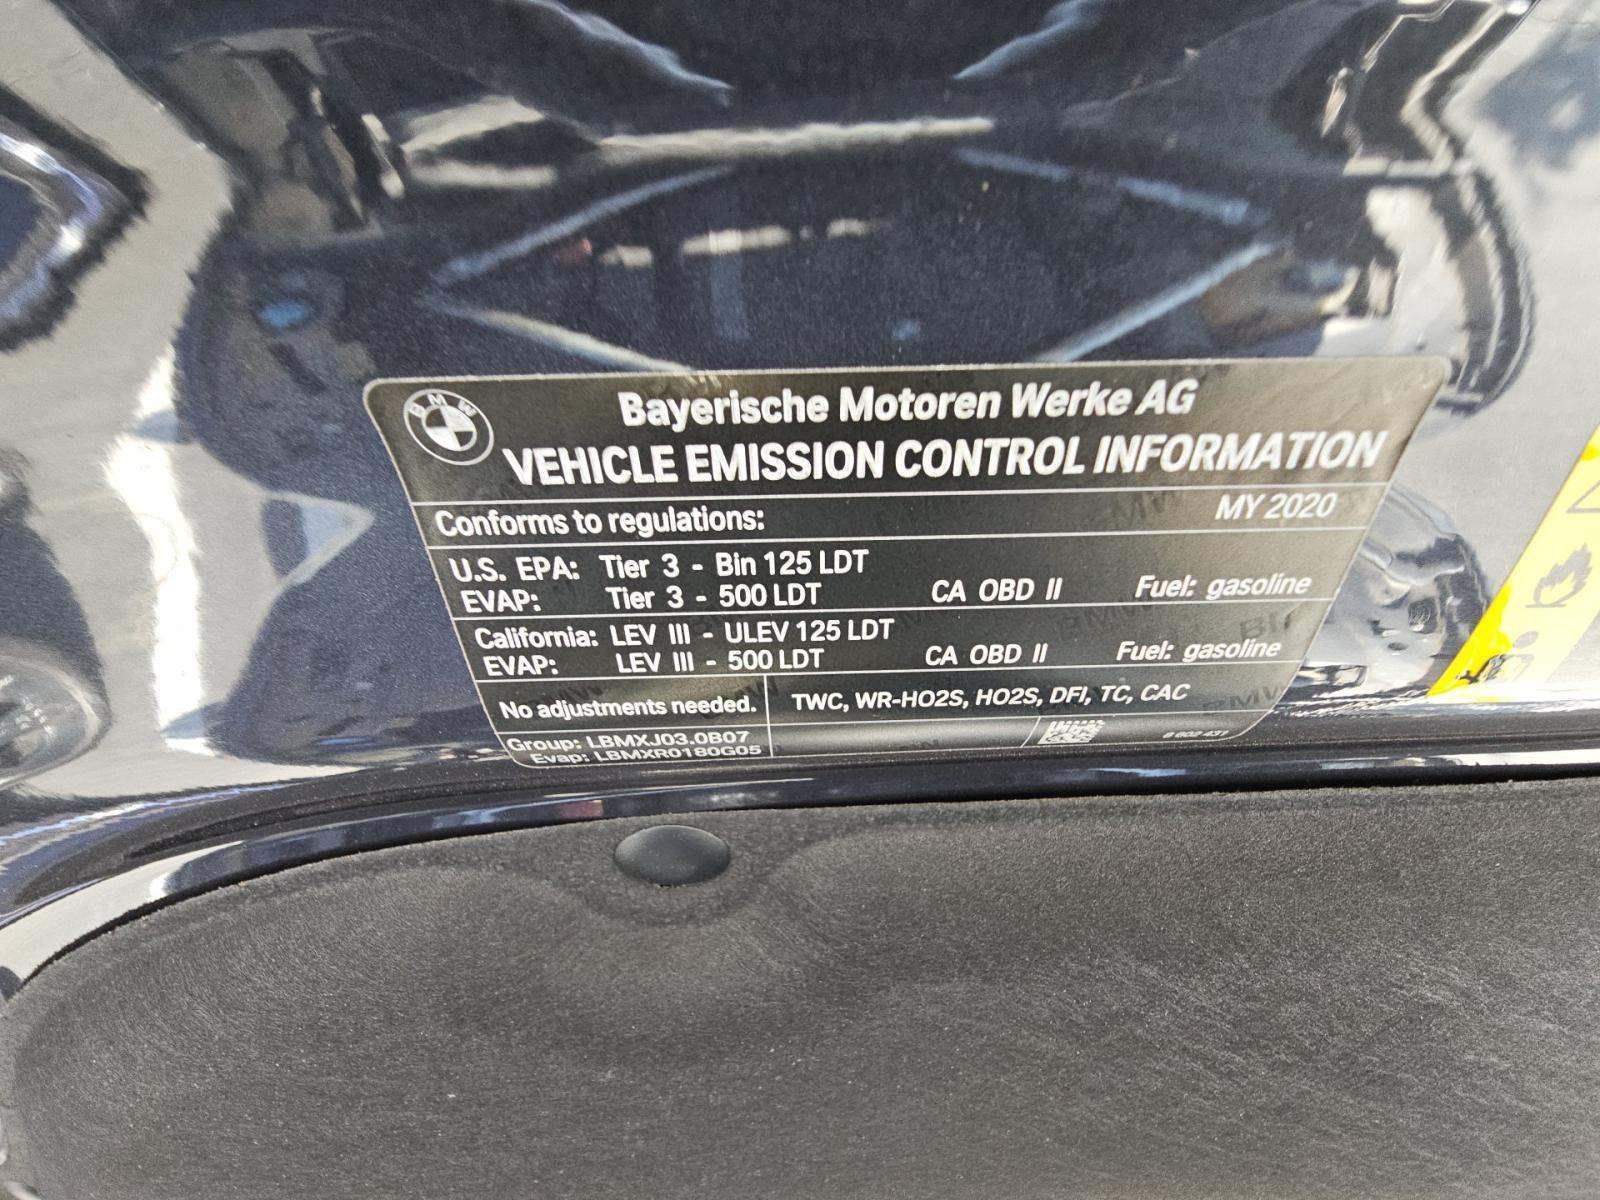 BMW
Bayerische Motoren Werke AG
VEHICLE EMISSION CONTROL INFORMATION
Conforms to regulations: MY 2020
U.S. EPA: Tier 3 - Bin 125 LDT
EVAP: Tier 3 - 500 LDT CA OBD II Fuel: gasoline
California: LEV III - ULEV 125 LDT
EVAP: LEV III - 500 LDT CA OBD II Fuel: gasoline
No adjustments needed. TWC, WR-HO2S, HO2S, DFI, TC, CAC
Group: LBMXJ03.0B07
Evap: LBMXR0180G05